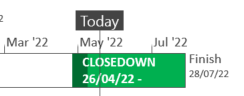 Today
Mar '22 May '22 Jul '22
CLOSEDOWN
26/04/22 -
Finish
28/07/22